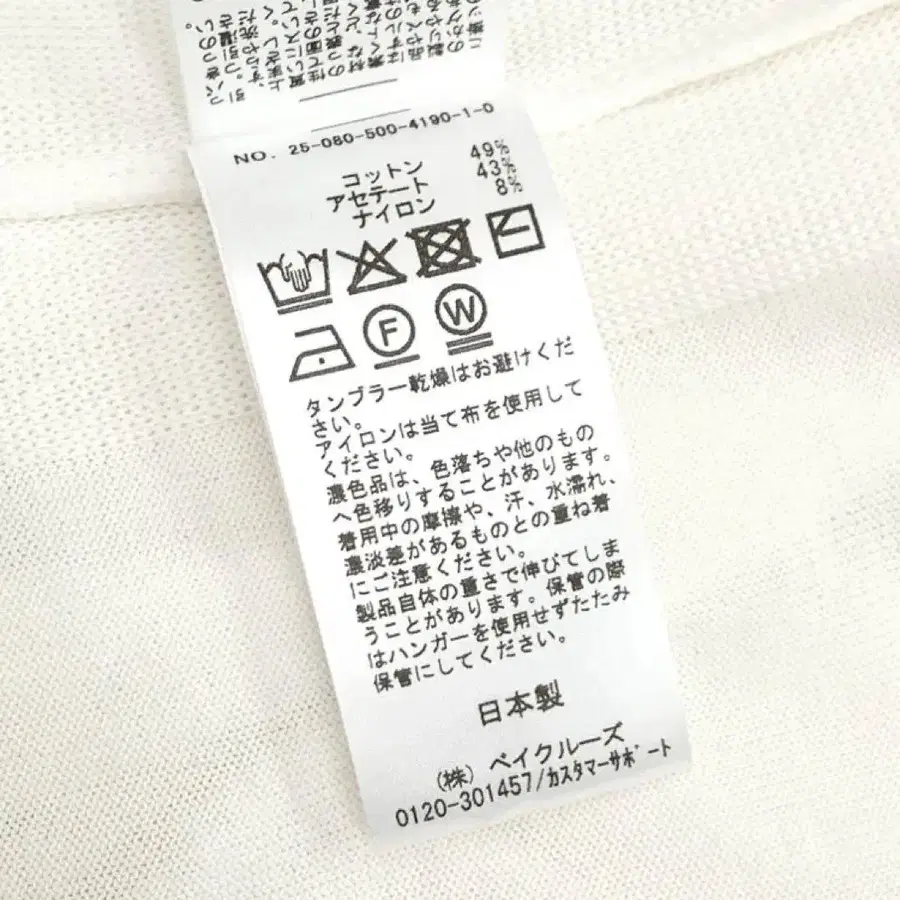 NO. 25-080-500-4190-1-0
コットン 49%
アセテート 43%
ナイロン 8%
F W
タンブラー乾燥はお避けくだ
さい。
アイロンは当て布を使用して
ください。
濃色品は、色落ちや他のもの
へ色移りすることがあります。
着用中の摩擦や、汗、水濡れ、
濃淡差があるものとの重ね着
にご注意ください。
製品自体の重さで伸びてしま
うことがあります。保管の際
はハンガーを使用せずたたみ
保管にしてください。
日本製
(株) ベイクルーズ
0120-301457/カスタマーサポート